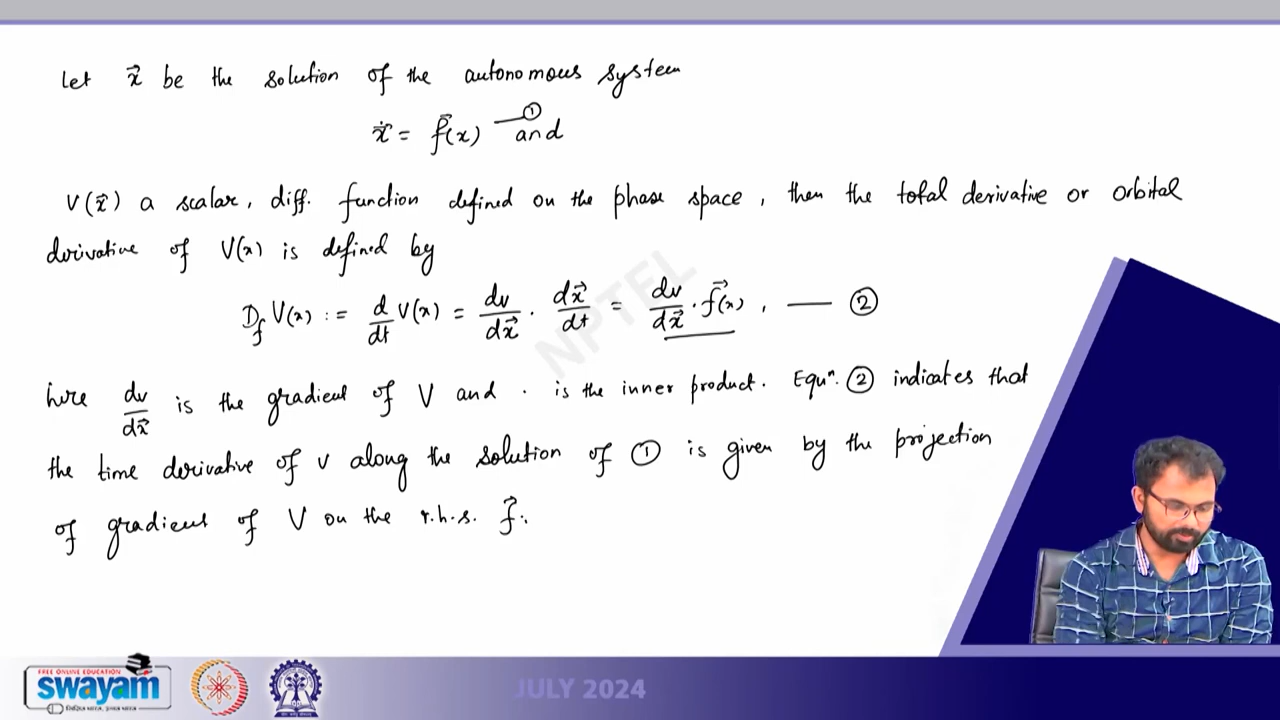 Let x⃗ be the solution of the autonomous system
ẋ⃗ = f⃗(x) —① and
V(x⃗) a scalar, diff. function defined on the phase space, then the total derivative or orbital
derivative of V(x) is defined by
D_f V(x) := d/dt V(x) = dv/dx⃗ · dx⃗/dt = dv/dx⃗ · f⃗(x), — ②
here dv/dx⃗ is the gradient of V and · is the inner product. Equⁿ. ② indicates that
the time derivative of v along the solution of ① is given by the projection
of gradient of V on the r.h.s. f⃗.
NPTEL
FREE ONLINE EDUCATION
swayam
JULY 2024